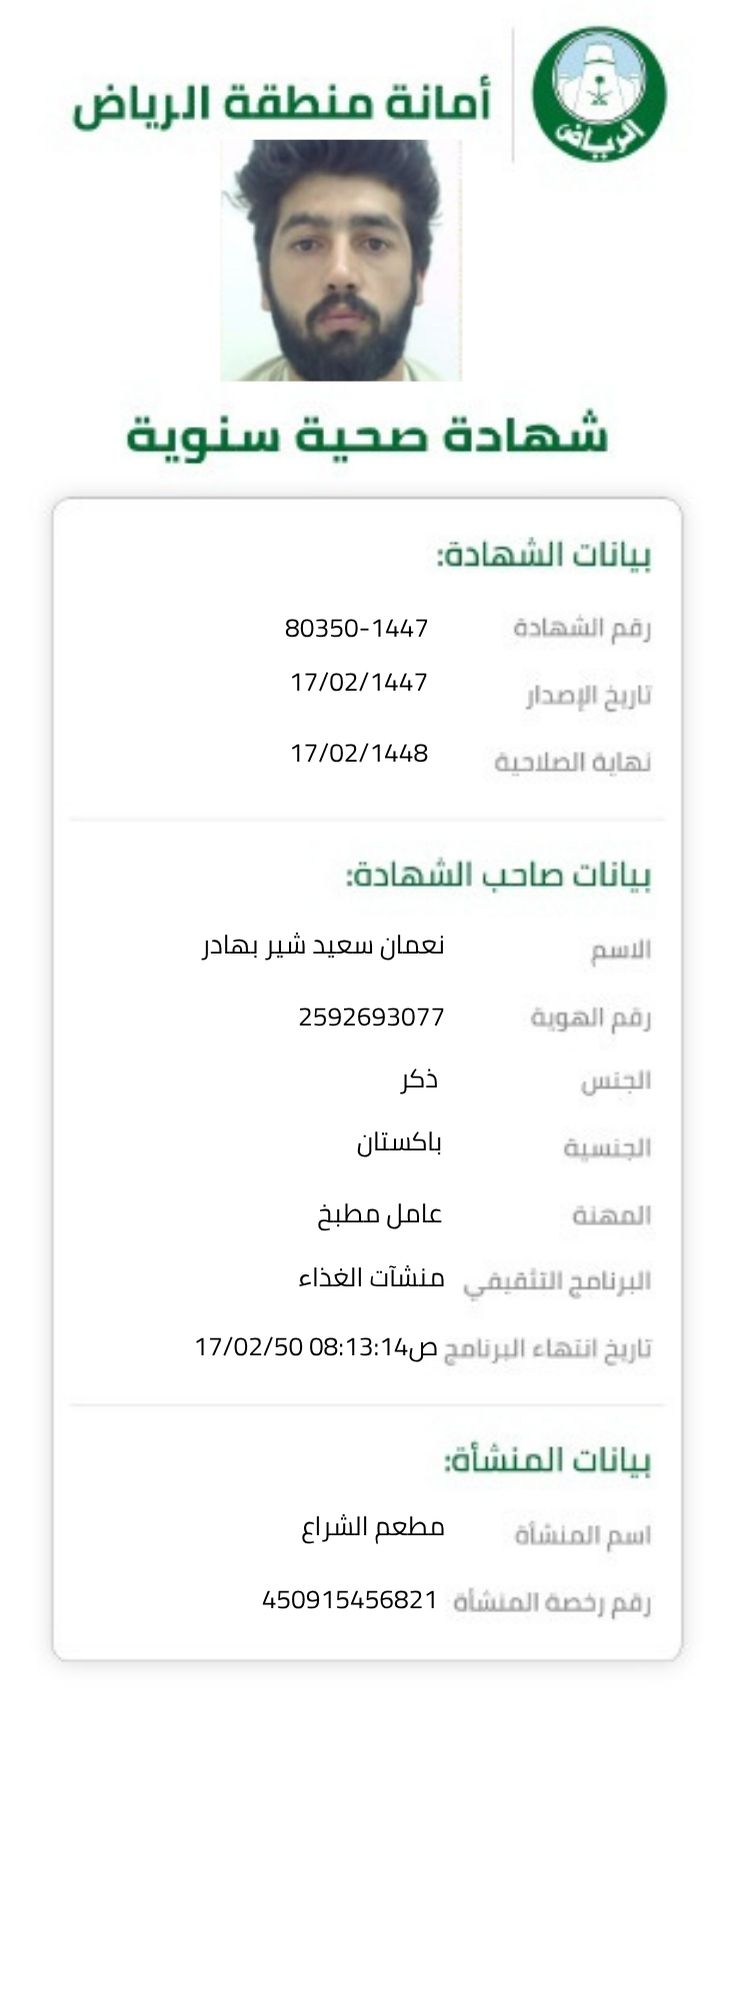 أمانة منطقة الرياض
الرياض
شهادة صحية سنوية
بيانات الشهادة:
رقم الشهادة 80350-1447
تاريخ الإصدار 17/02/1447
نهاية الصلاحية 17/02/1448
بيانات صاحب الشهادة:
الاسم نعمان سعيد شير بهادر
رقم الهوية 2592693077
الجنس ذكر
الجنسية باكستان
المهنة عامل مطبخ
البرنامج التثقيفي منشآت الغذاء
تاريخ انتهاء البرنامج ص08:13:14 17/02/50
بيانات المنشأة:
اسم المنشأة مطعم الشراع
رقم رخصة المنشأة 450915456821